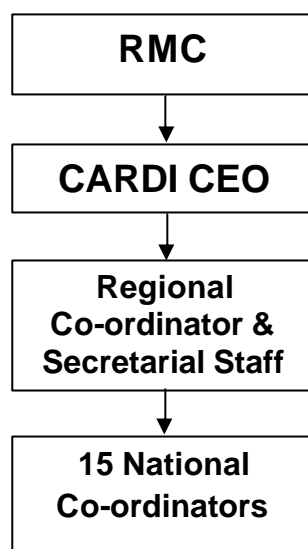 RMC
CARDI CEO
Regional
Co-ordinator &
Secretarial Staff
15 National
Co-ordinators